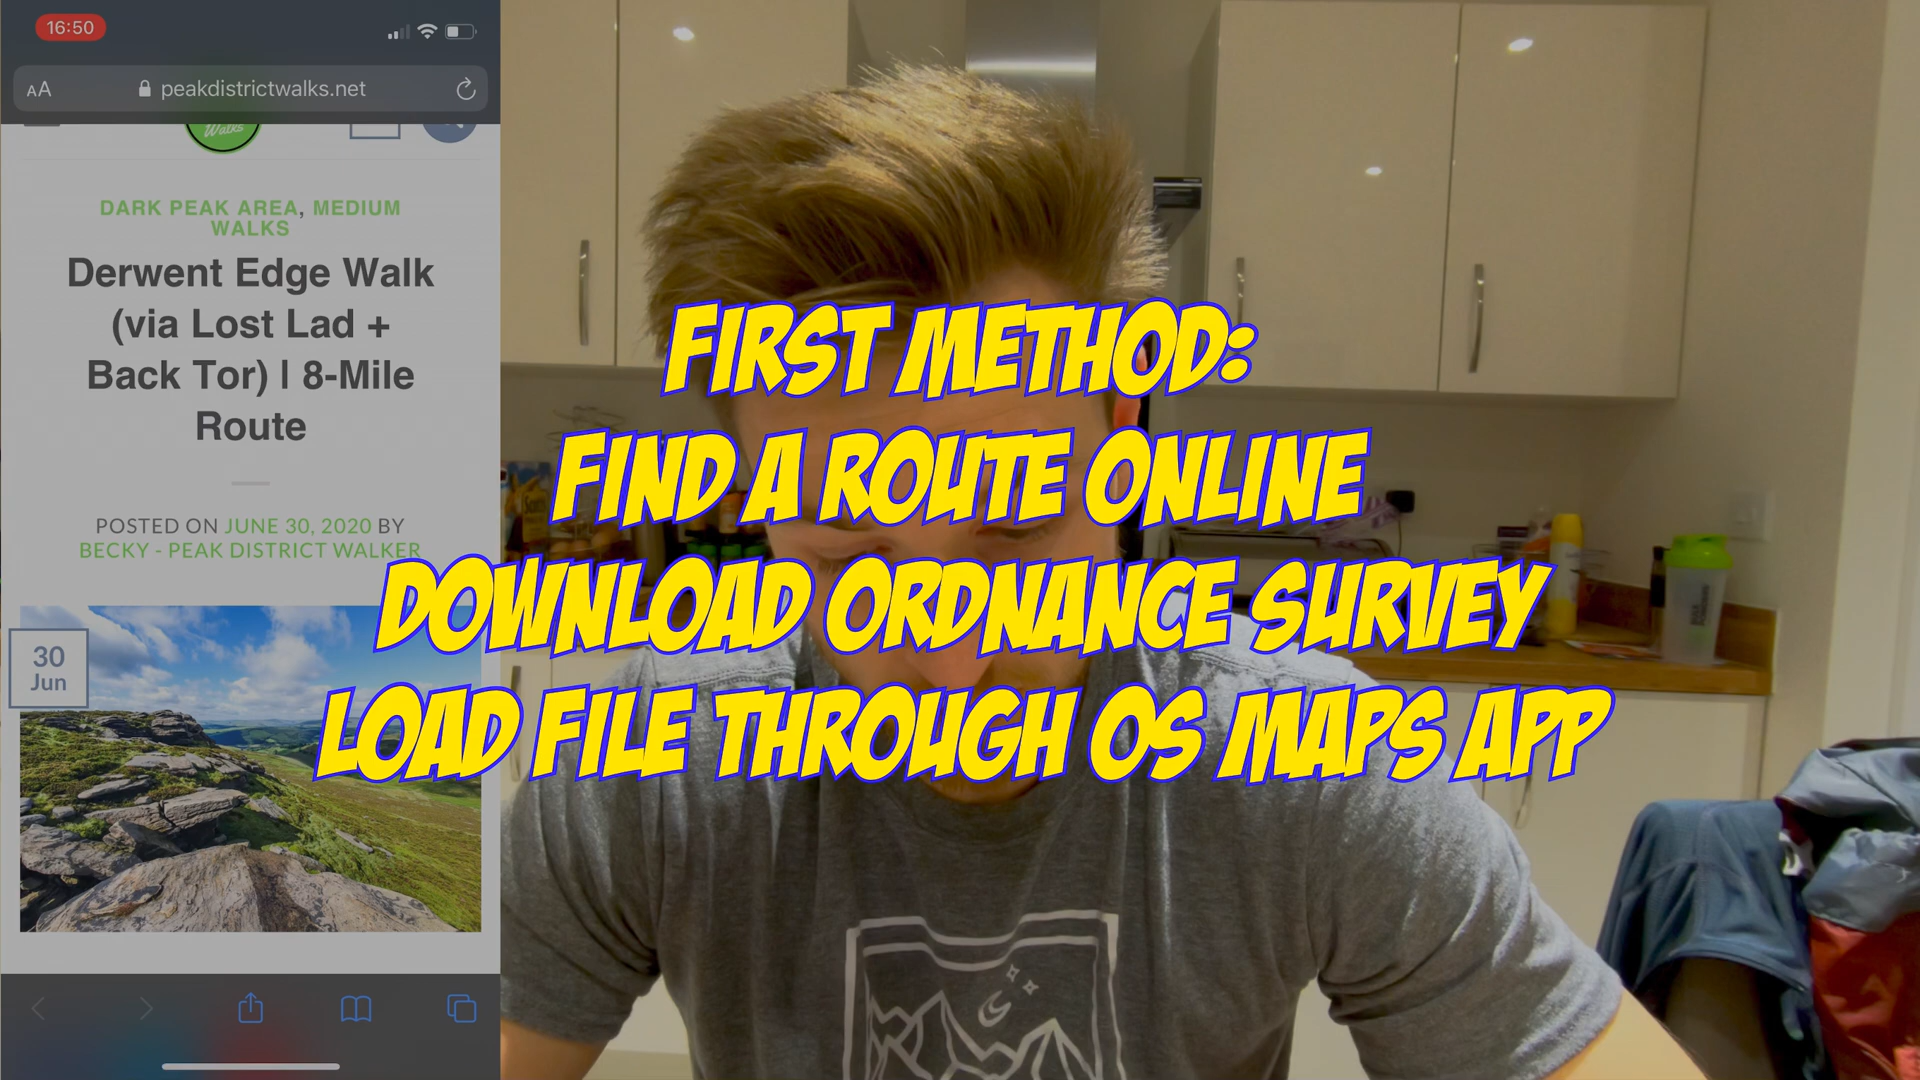 16:50
AA
peakdistrictwalks.net
Walks
DARK PEAK AREA, MEDIUM
WALKS
Derwent Edge Walk
(via Lost Lad +
Back Tor) | 8-Mile
Route
POSTED ON JUNE 30, 2020 BY
BECKY - PEAK DISTRICT WALKER
30
Jun
FIRST METHOD:
FIND A ROUTE ONLINE
DOWNLOAD ORDNANCE SURVEY
LOAD FILE THROUGH OS MAPS APP